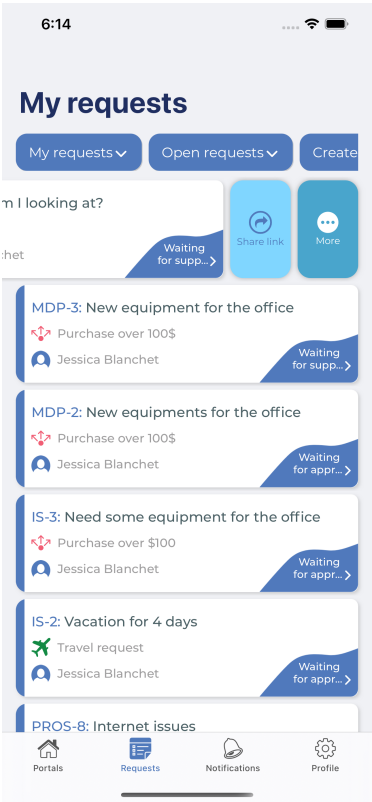 6:14
My requests
My requests
Open requests
Create
m I looking at?
chet
Waiting
for supp...
Share link
More
MDP-3: New equipment for the office
Purchase over 100$
Jessica Blanchet
Waiting
for supp...
MDP-2: New equipments for the office
Purchase over 100$
Jessica Blanchet
Waiting
for appr...
IS-3: Need some equipment for the office
Purchase over $100
Jessica Blanchet
Waiting
for appr...
IS-2: Vacation for 4 days
Travel request
Jessica Blanchet
Waiting
for appr...
PROS-8: Internet issues
Portals
Requests
Notifications
Profile